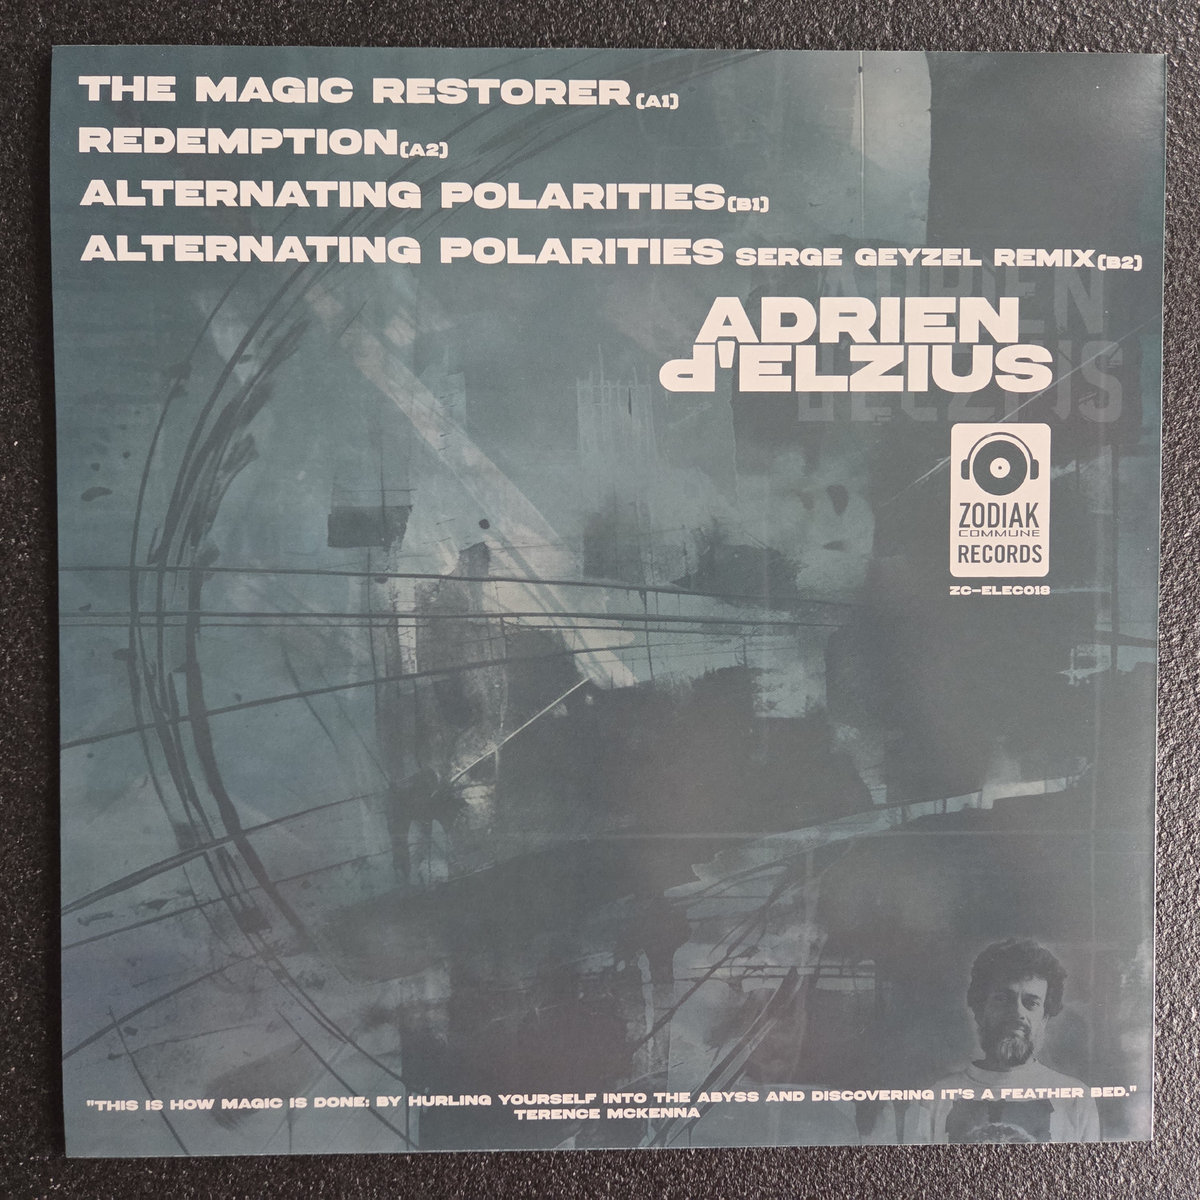 THE MAGIC RESTORER (A1)
REDEMPTION (A2)
ALTERNATING POLARITIES (B1)
ALTERNATING POLARITIES SERGE GEYZEL REMIX (B2)
ADRIEN
d'ELZIUS
ADRIEN
d'ELZIUS
ZODIAK
COMMUNE
RECORDS
ZC-ELEC018
"THIS IS HOW MAGIC IS DONE: BY HURLING YOURSELF INTO THE ABYSS AND DISCOVERING IT'S A FEATHER BED."
TERENCE MCKENNA